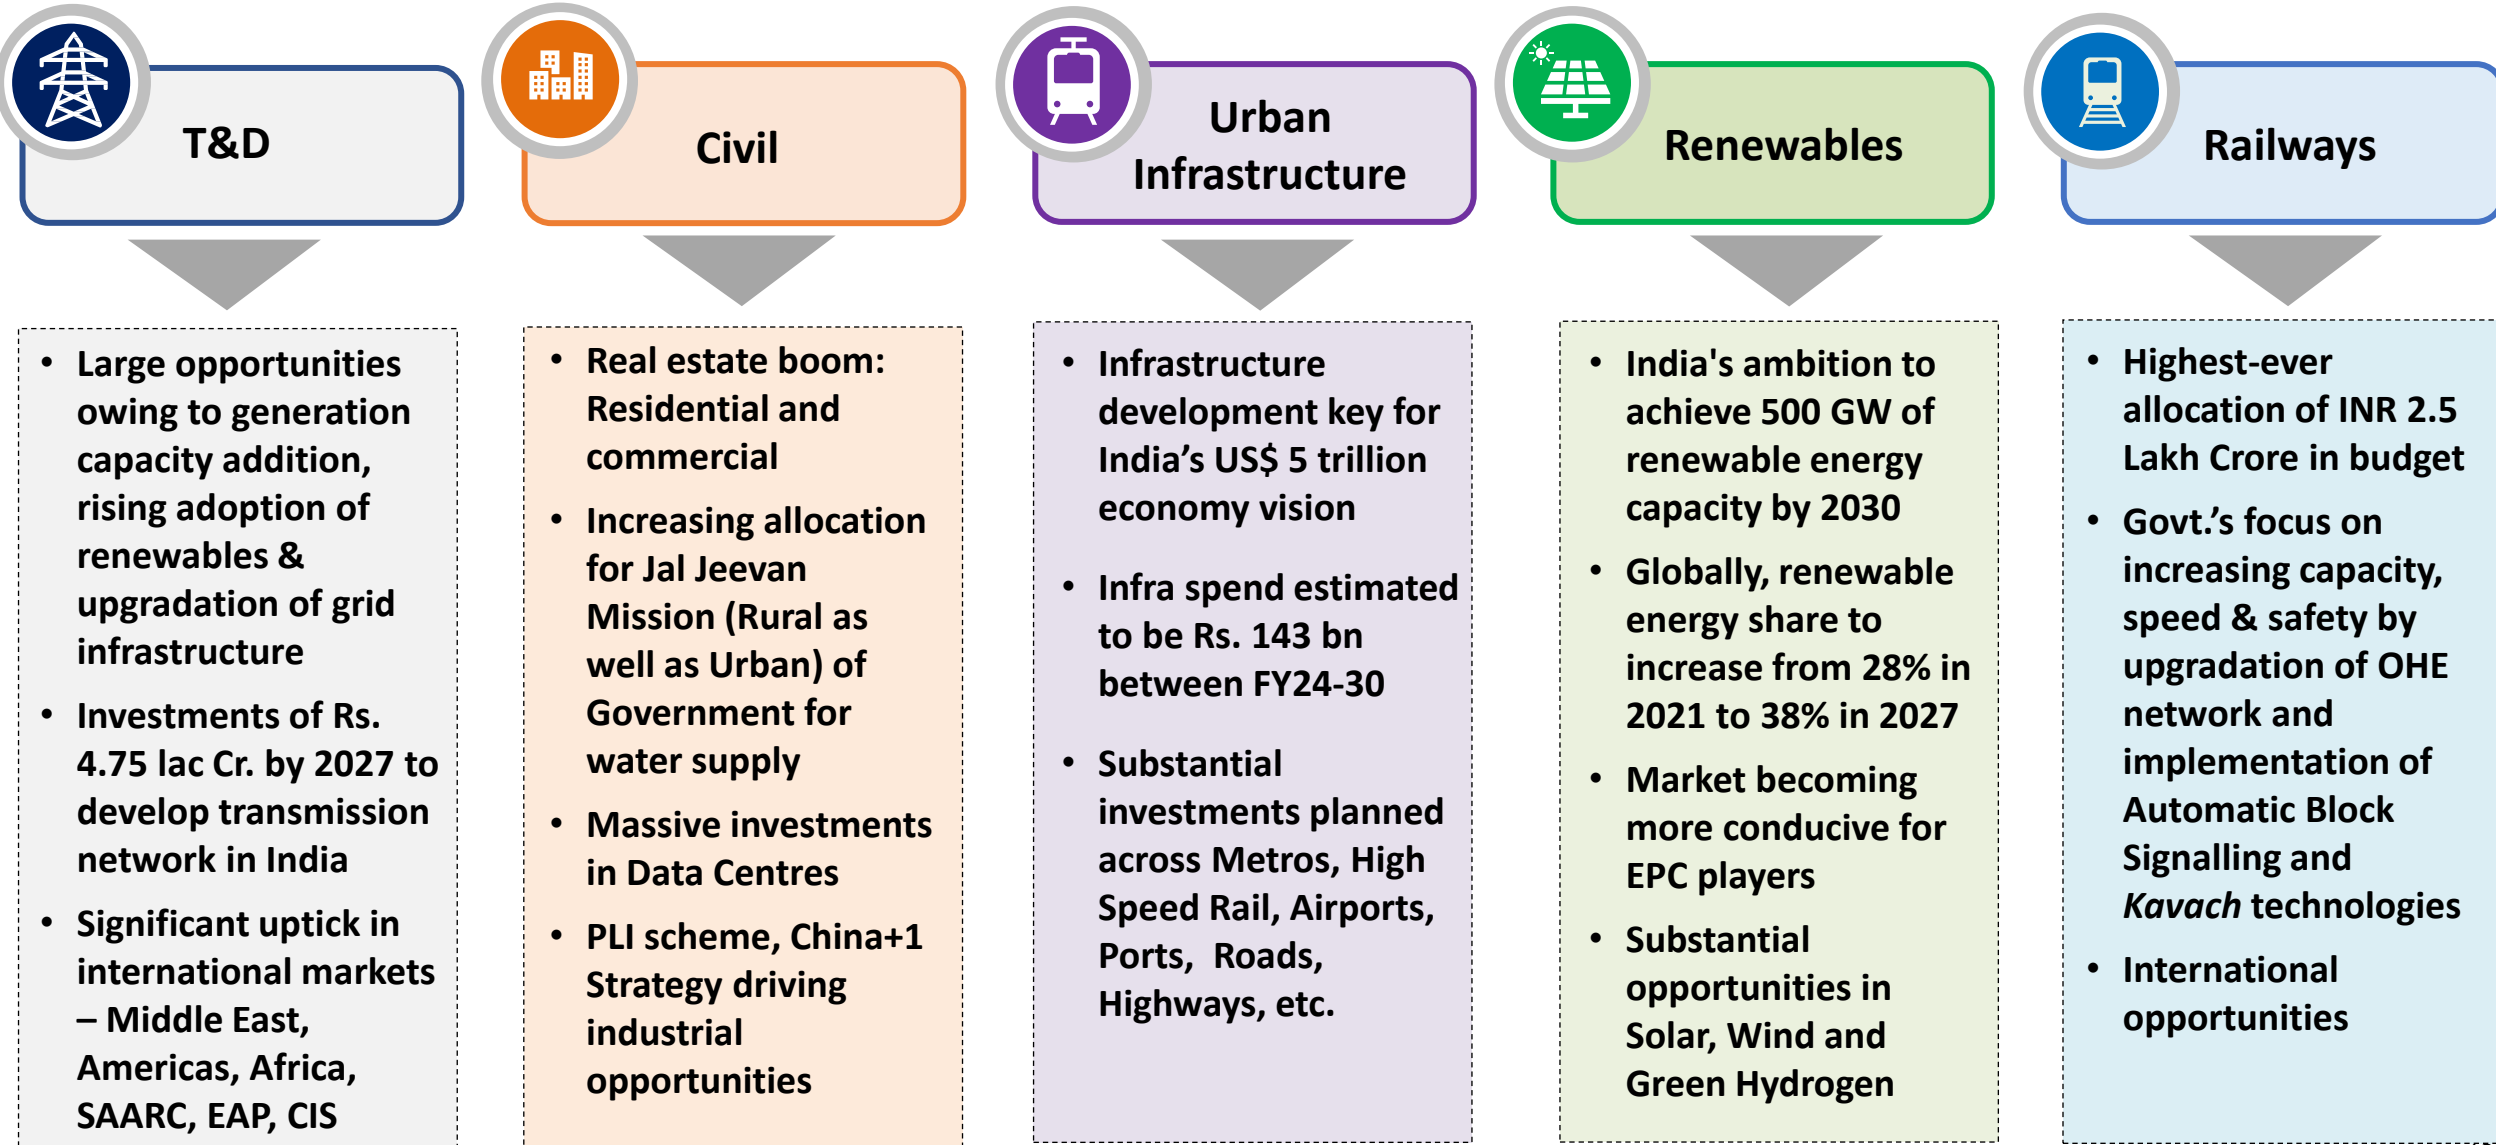 T&D
• Large opportunities
owing to generation
capacity addition,
rising adoption of
renewables &
upgradation of grid
infrastructure
• Investments of Rs.
4.75 lac Cr. by 2027 to
develop transmission
network in India
• Significant uptick in
international markets
– Middle East,
Americas, Africa,
SAARC, EAP, CIS
Civil
• Real estate boom:
Residential and
commercial
• Increasing allocation
for Jal Jeevan
Mission (Rural as
well as Urban) of
Government for
water supply
• Massive investments
in Data Centres
• PLI scheme, China+1
Strategy driving
industrial
opportunities
Urban
Infrastructure
• Infrastructure
development key for
India’s US$ 5 trillion
economy vision
• Infra spend estimated
to be Rs. 143 bn
between FY24-30
• Substantial
investments planned
across Metros, High
Speed Rail, Airports,
Ports, Roads,
Highways, etc.
Renewables
• India's ambition to
achieve 500 GW of
renewable energy
capacity by 2030
• Globally, renewable
energy share to
increase from 28% in
2021 to 38% in 2027
• Market becoming
more conducive for
EPC players
• Substantial
opportunities in
Solar, Wind and
Green Hydrogen
Railways
• Highest-ever
allocation of INR 2.5
Lakh Crore in budget
• Govt.’s focus on
increasing capacity,
speed & safety by
upgradation of OHE
network and
implementation of
Automatic Block
Signalling and
Kavach technologies
• International
opportunities